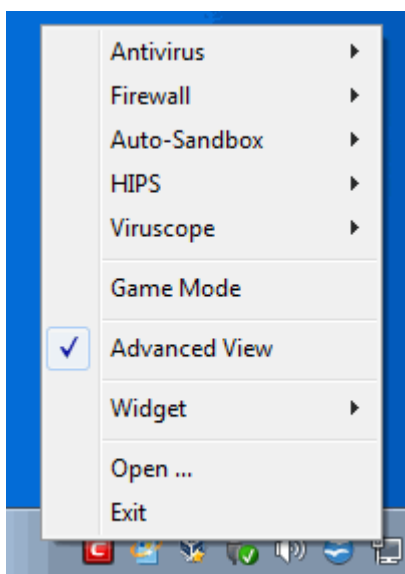 Antivirus
Firewall
Auto-Sandbox
HIPS
Viruscope
Game Mode
Advanced View
Widget
Open ...
Exit
C